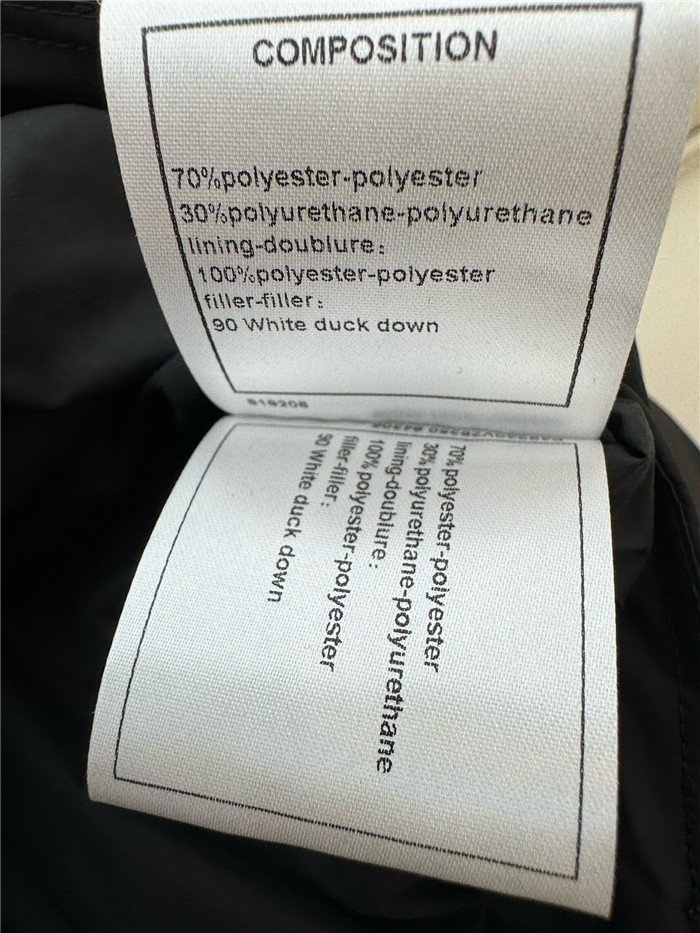 COMPOSITION
70%polyester-polyester
30%polyurethane-polyurethane
lining-doublure:
100%polyester-polyester
filler-filler:
90 White duck down
919206
70% polyester-polyester
30% polyurethane-polyurethane
lining-doublure:
100% polyester-polyester
filler-filler:
90 White duck down